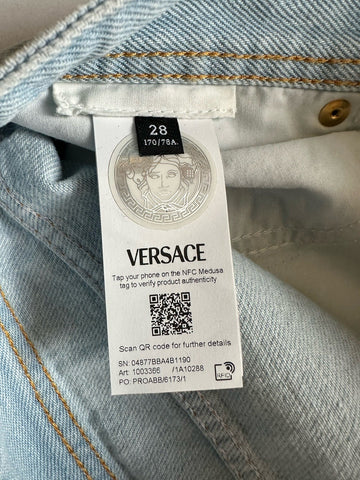 28
170/78A.
VERSACE
Tap your phone on the NFC Medusa
tag to verify product authenticity
Scan QR code for further details
SN: 04877BBA4B1190
Art: 1003366 /1A10288
PO: PROABB/6173/1
RFID